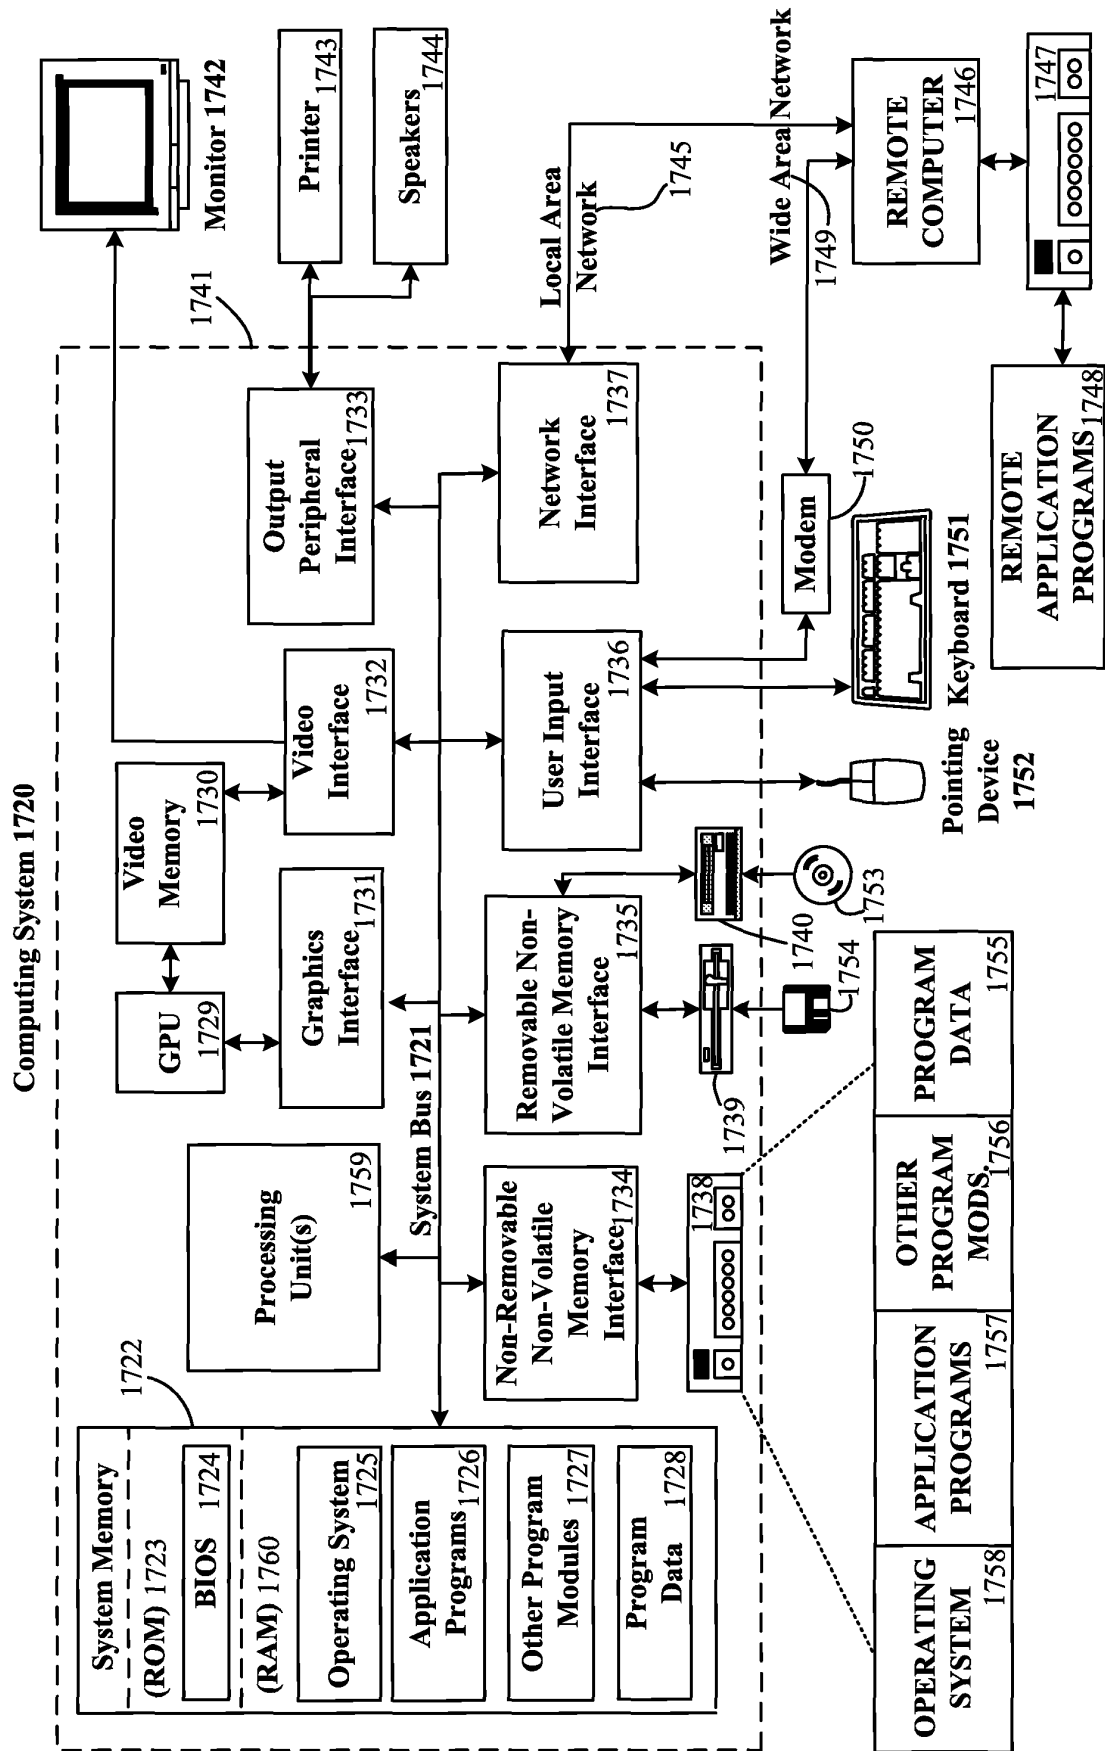 Computing System 1720
1722
System Memory
(ROM) 1723
BIOS 1724
(RAM) 1760
Operating System
1725
Application
Programs
1726
Other Program
Modules 1727
Program
Data 1728
Processing
Unit(s)
1759
GPU
1729
Video
Memory
1730
Graphics
Interface
1731
Video
Interface
1732
Output
Peripheral
Interface
1733
1741
Monitor 1742
Printer
1743
Speakers
1744
System Bus 1721
Non-Removable
Non-Volatile
Memory
Interface
1734
Removable Non-
Volatile Memory
Interface
1735
User Input
Interface
1736
Network
Interface
1737
Local Area
Network
1745
1738
1739
1740
1754
1753
Pointing
Device
1752
Keyboard 1751
Modem
1750
1749
Wide Area Network
REMOTE
COMPUTER
1746
1747
REMOTE
APPLICATION
PROGRAMS
1748
OPERATING
SYSTEM
1758
APPLICATION
PROGRAMS
1757
OTHER
PROGRAM
MODS.
1756
PROGRAM
DATA
1755